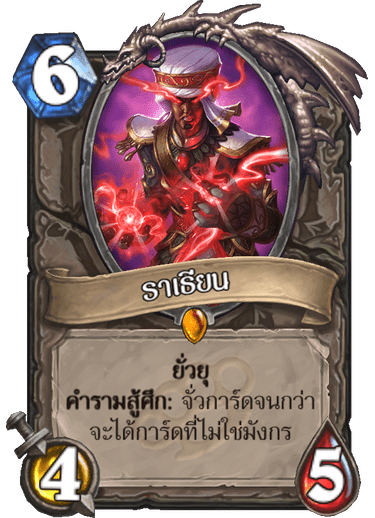 6
ราเธียน
ยั่วยุ
คำรามสู้ศึก: จั่วการ์ดจนกว่า
จะได้การ์ดที่ไม่ใช่มังกร
4
5